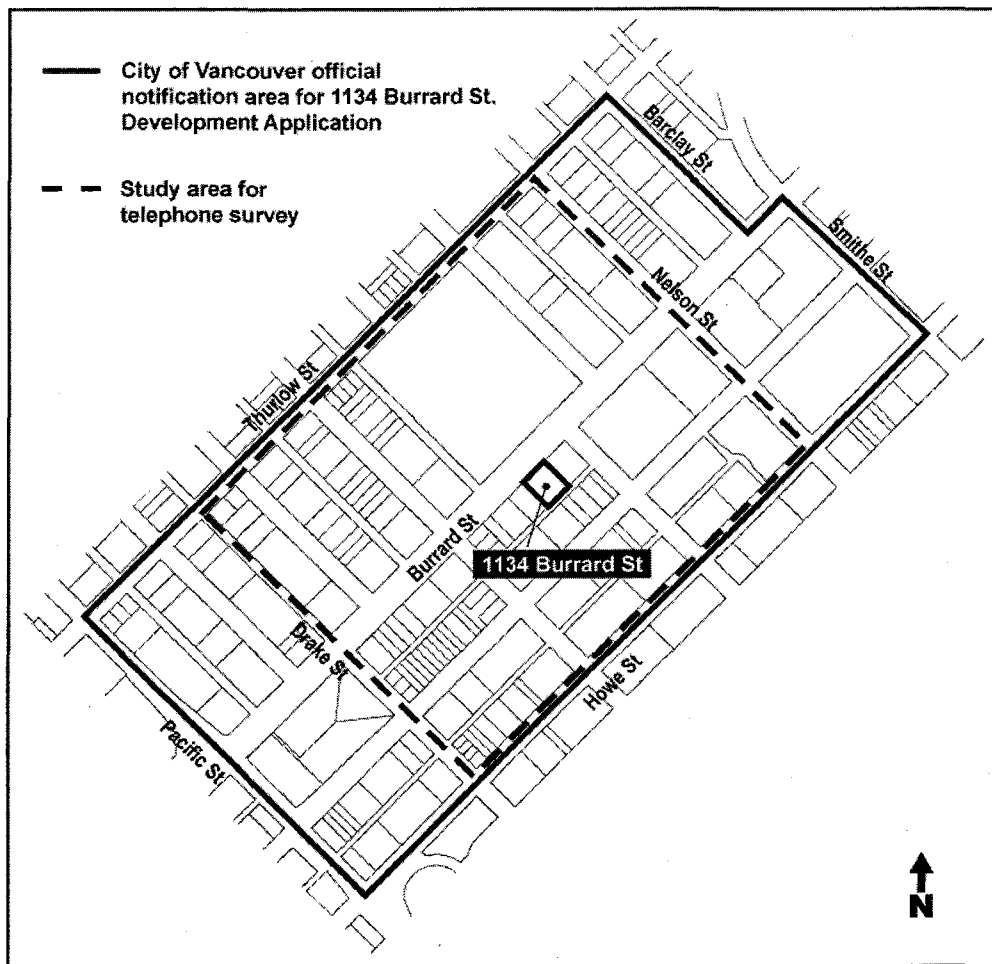 City of Vancouver official
notification area for 1134 Burrard St.
Development Application
Study area for
telephone survey
Barclay St
Smithe St
Nelson St
Thurlow St
Burrard St
1134 Burrard St
Drake St
Howe St
Pacific St
N